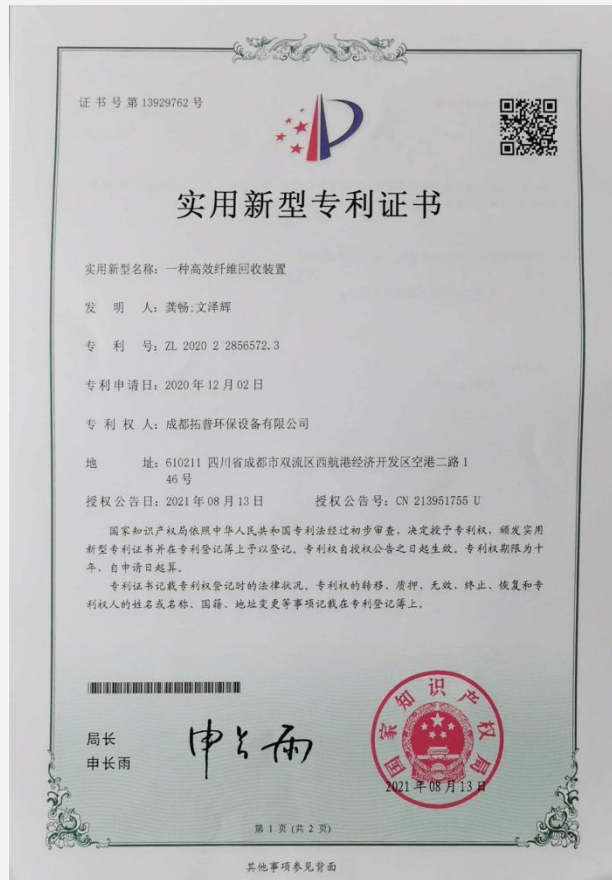 证书号第13929762号
实用新型专利证书
实用新型名称：一种高效纤维回收装置
发 明 人：龚畅;文泽辉
专 利 号：ZL 2020 2 2856572.3
专利申请日：2020年12月02日
专 利 权 人：成都拓普环保设备有限公司
地 址：610211 四川省成都市双流区西航港经济开发区空港二路1
46号
授权公告日：2021年08月13日 授权公告号：CN 213951755 U
国家知识产权局依照中华人民共和国专利法经过初步审查，决定授予专利权，颁发实用
新型专利证书并在专利登记簿上予以登记。专利权自授权公告之日起生效。专利权期限为十
年，自申请日起算。
专利证书记载专利权登记时的法律状况。专利权的转移、质押、无效、终止、恢复和专
利权人的姓名或名称、国籍、地址变更等事项记载在专利登记簿上。
局长
申长雨
申长雨
国家知识产权局
2021年08月13日
第 1 页 (共 2 页)
其他事项参见背面